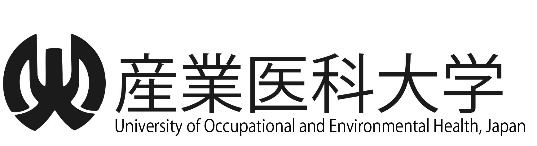 産業医科大学
University of Occupational and Environmental Health, Japan